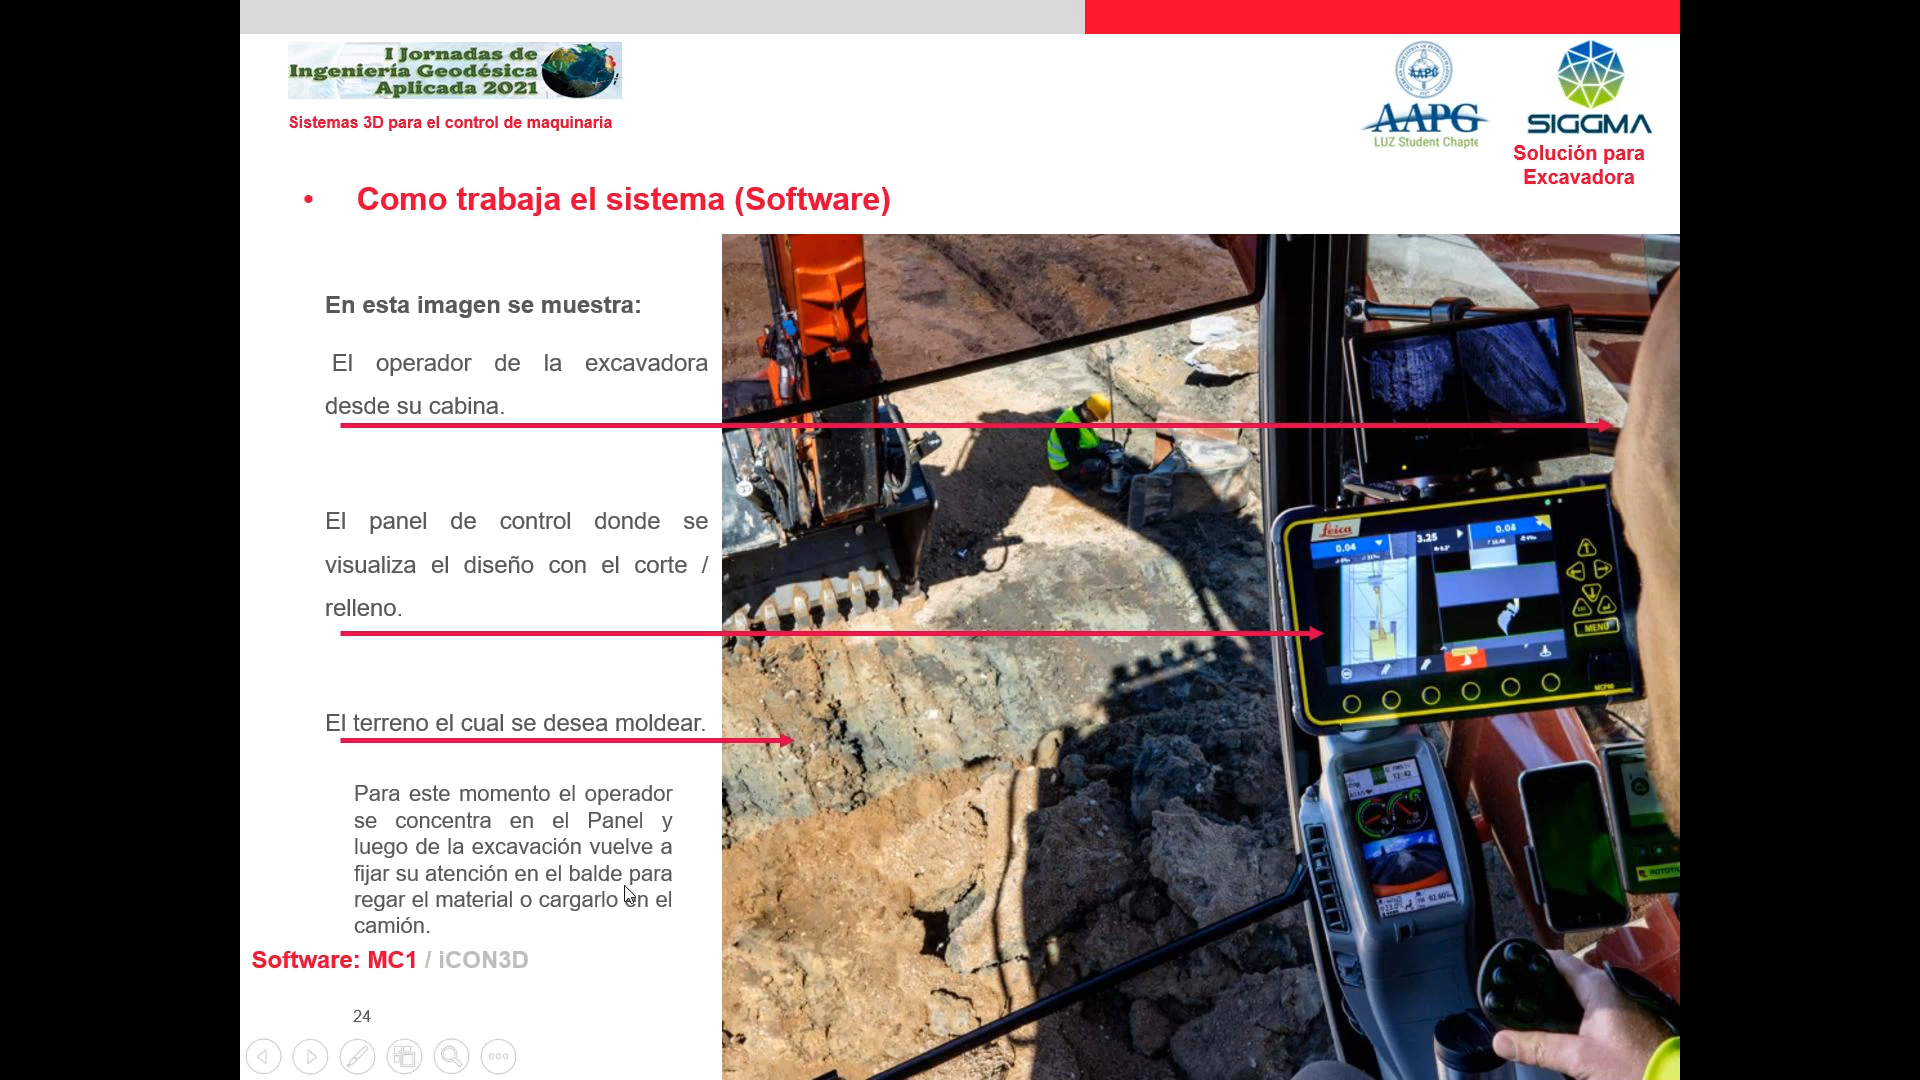 I Jornadas de
Ingeniería Geodésica
Aplicada 2021
Sistemas 3D para el control de maquinaria
AAPG
AAPG
LUZ Student Chapte
SIGGMA
Solución para
Excavadora
• Como trabaja el sistema (Software)
En esta imagen se muestra:
El operador de la excavadora
desde su cabina.
El panel de control donde se
visualiza el diseño con el corte /
relleno.
El terreno el cual se desea moldear.
Para este momento el operador
se concentra en el Panel y
luego de la excavación vuelve a
fijar su atención en el balde para
regar el material o cargarlo en el
camión.
Software: MC1 / iCON3D
24
Leica
0.04
3.25
0.04
ESC
MENU
MCP80
12:42